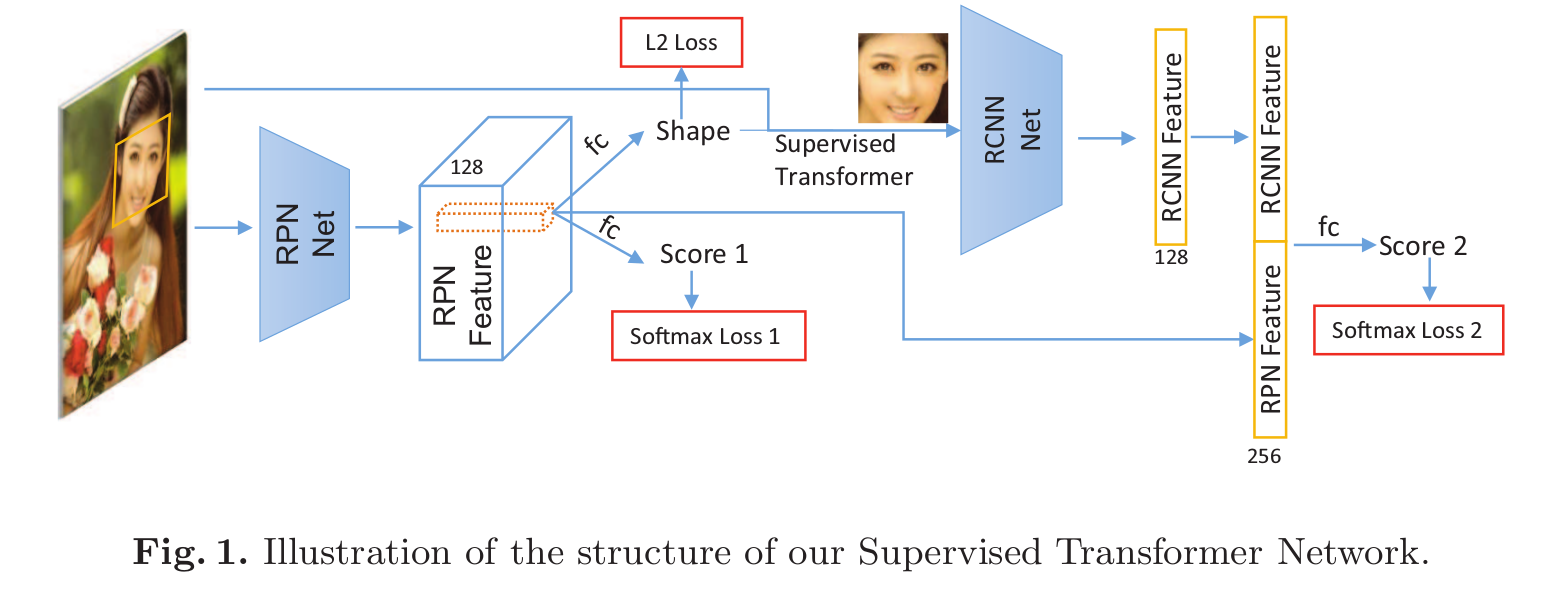 L2 Loss
128
fc
Shape
Supervised
Transformer
RPN
Net
RPN
Feature
fc
Score 1
Softmax Loss 1
RCNN
Net
RCNN Feature
128
RCNN Feature
RPN Feature
256
fc
Score 2
Softmax Loss 2
Fig. 1. Illustration of the structure of our Supervised Transformer Network.